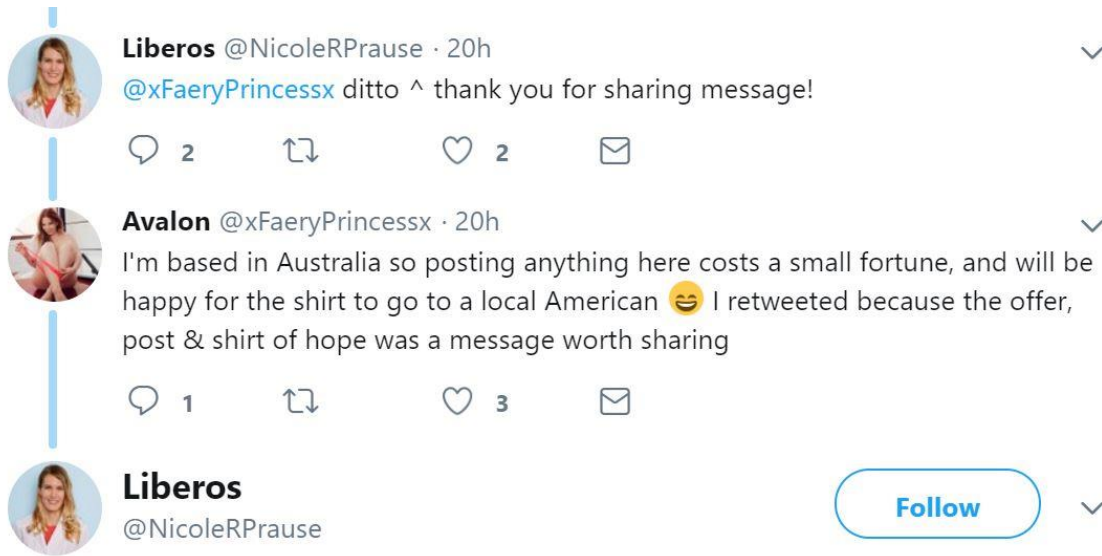 Liberos @NicoleRPrause · 20h
@xFaeryPrincessx ditto ^ thank you for sharing message!
2 2
Avalon @xFaeryPrincessx · 20h
I'm based in Australia so posting anything here costs a small fortune, and will be
happy for the shirt to go to a local American 😄 I retweeted because the offer,
post & shirt of hope was a message worth sharing
1 3
Liberos
@NicoleRPrause
Follow